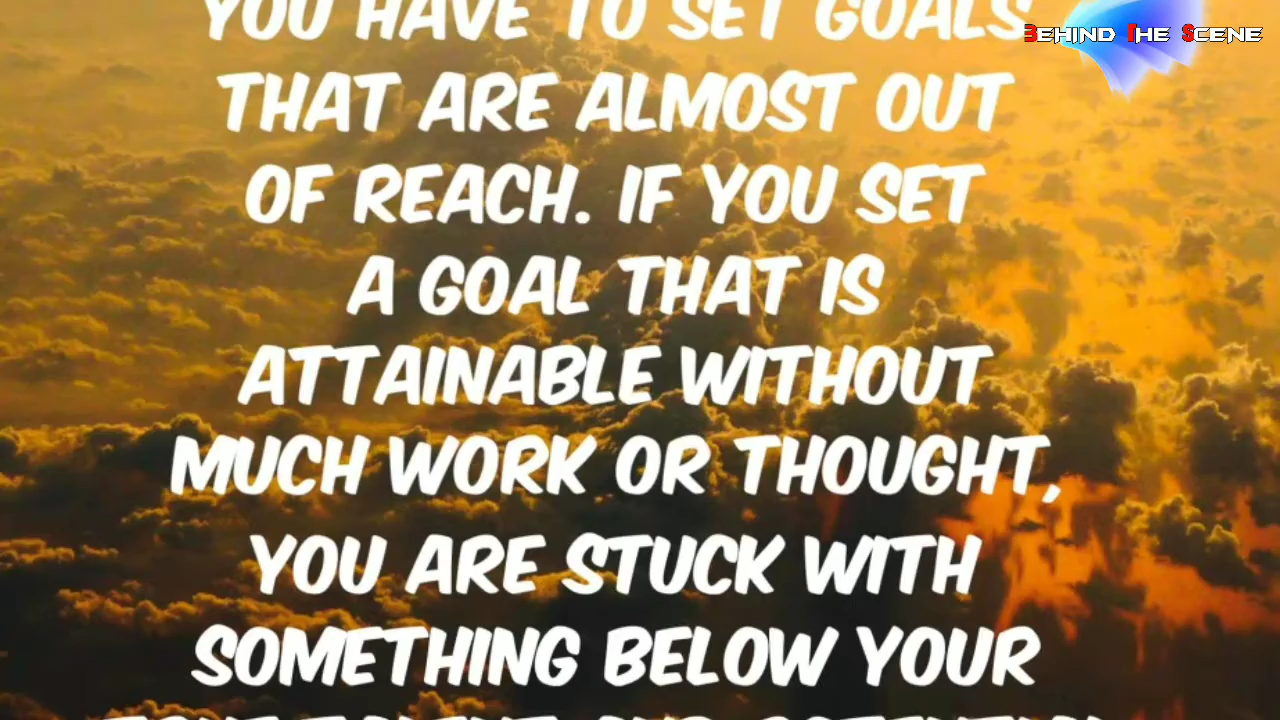 YOU HAVE TO SET GOALS
BEHIND THE SCENE
THAT ARE ALMOST OUT
OF REACH. IF YOU SET
A GOAL THAT IS
ATTAINABLE WITHOUT
MUCH WORK OR THOUGHT,
YOU ARE STUCK WITH
SOMETHING BELOW YOUR